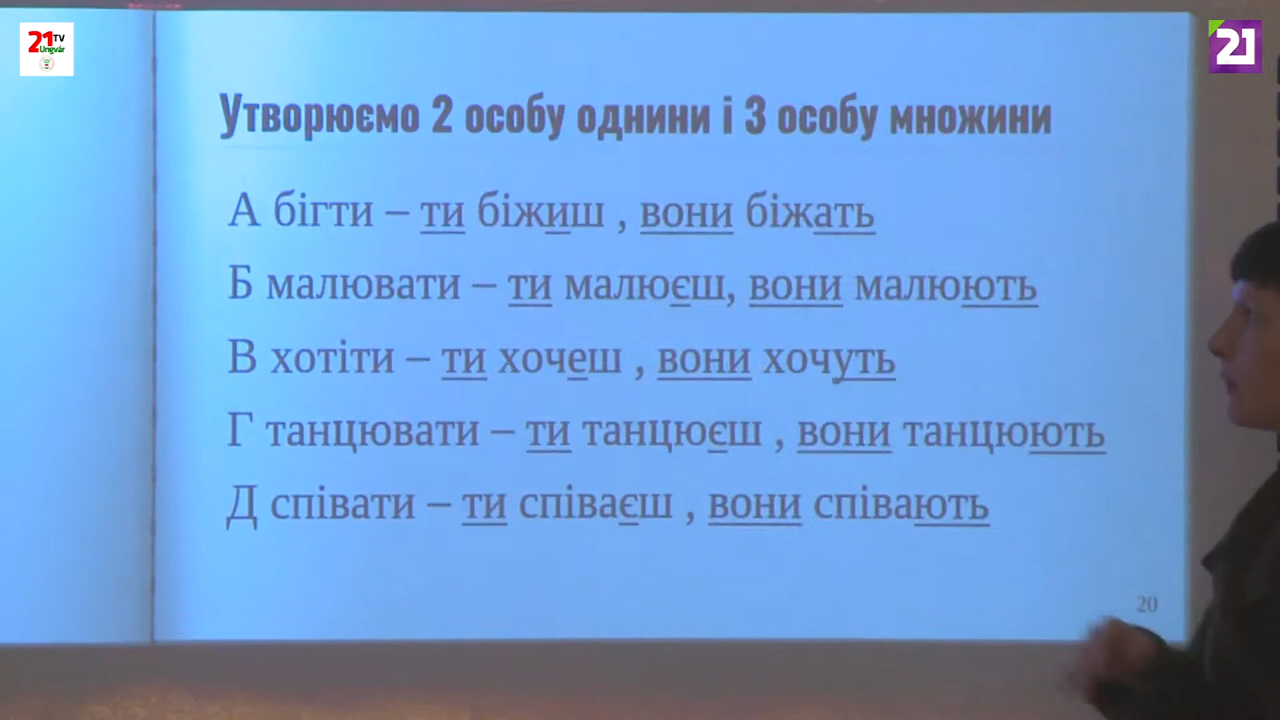 21 TV
Ungvár
21
Утворюємо 2 особу однини і 3 особу множини
А бігти – ти біжиш , вони біжать
Б малювати – ти малюєш, вони малюють
В хотіти – ти хочеш , вони хочуть
Г танцювати – ти танцюєш , вони танцюють
Д співати – ти співаєш , вони співають
20